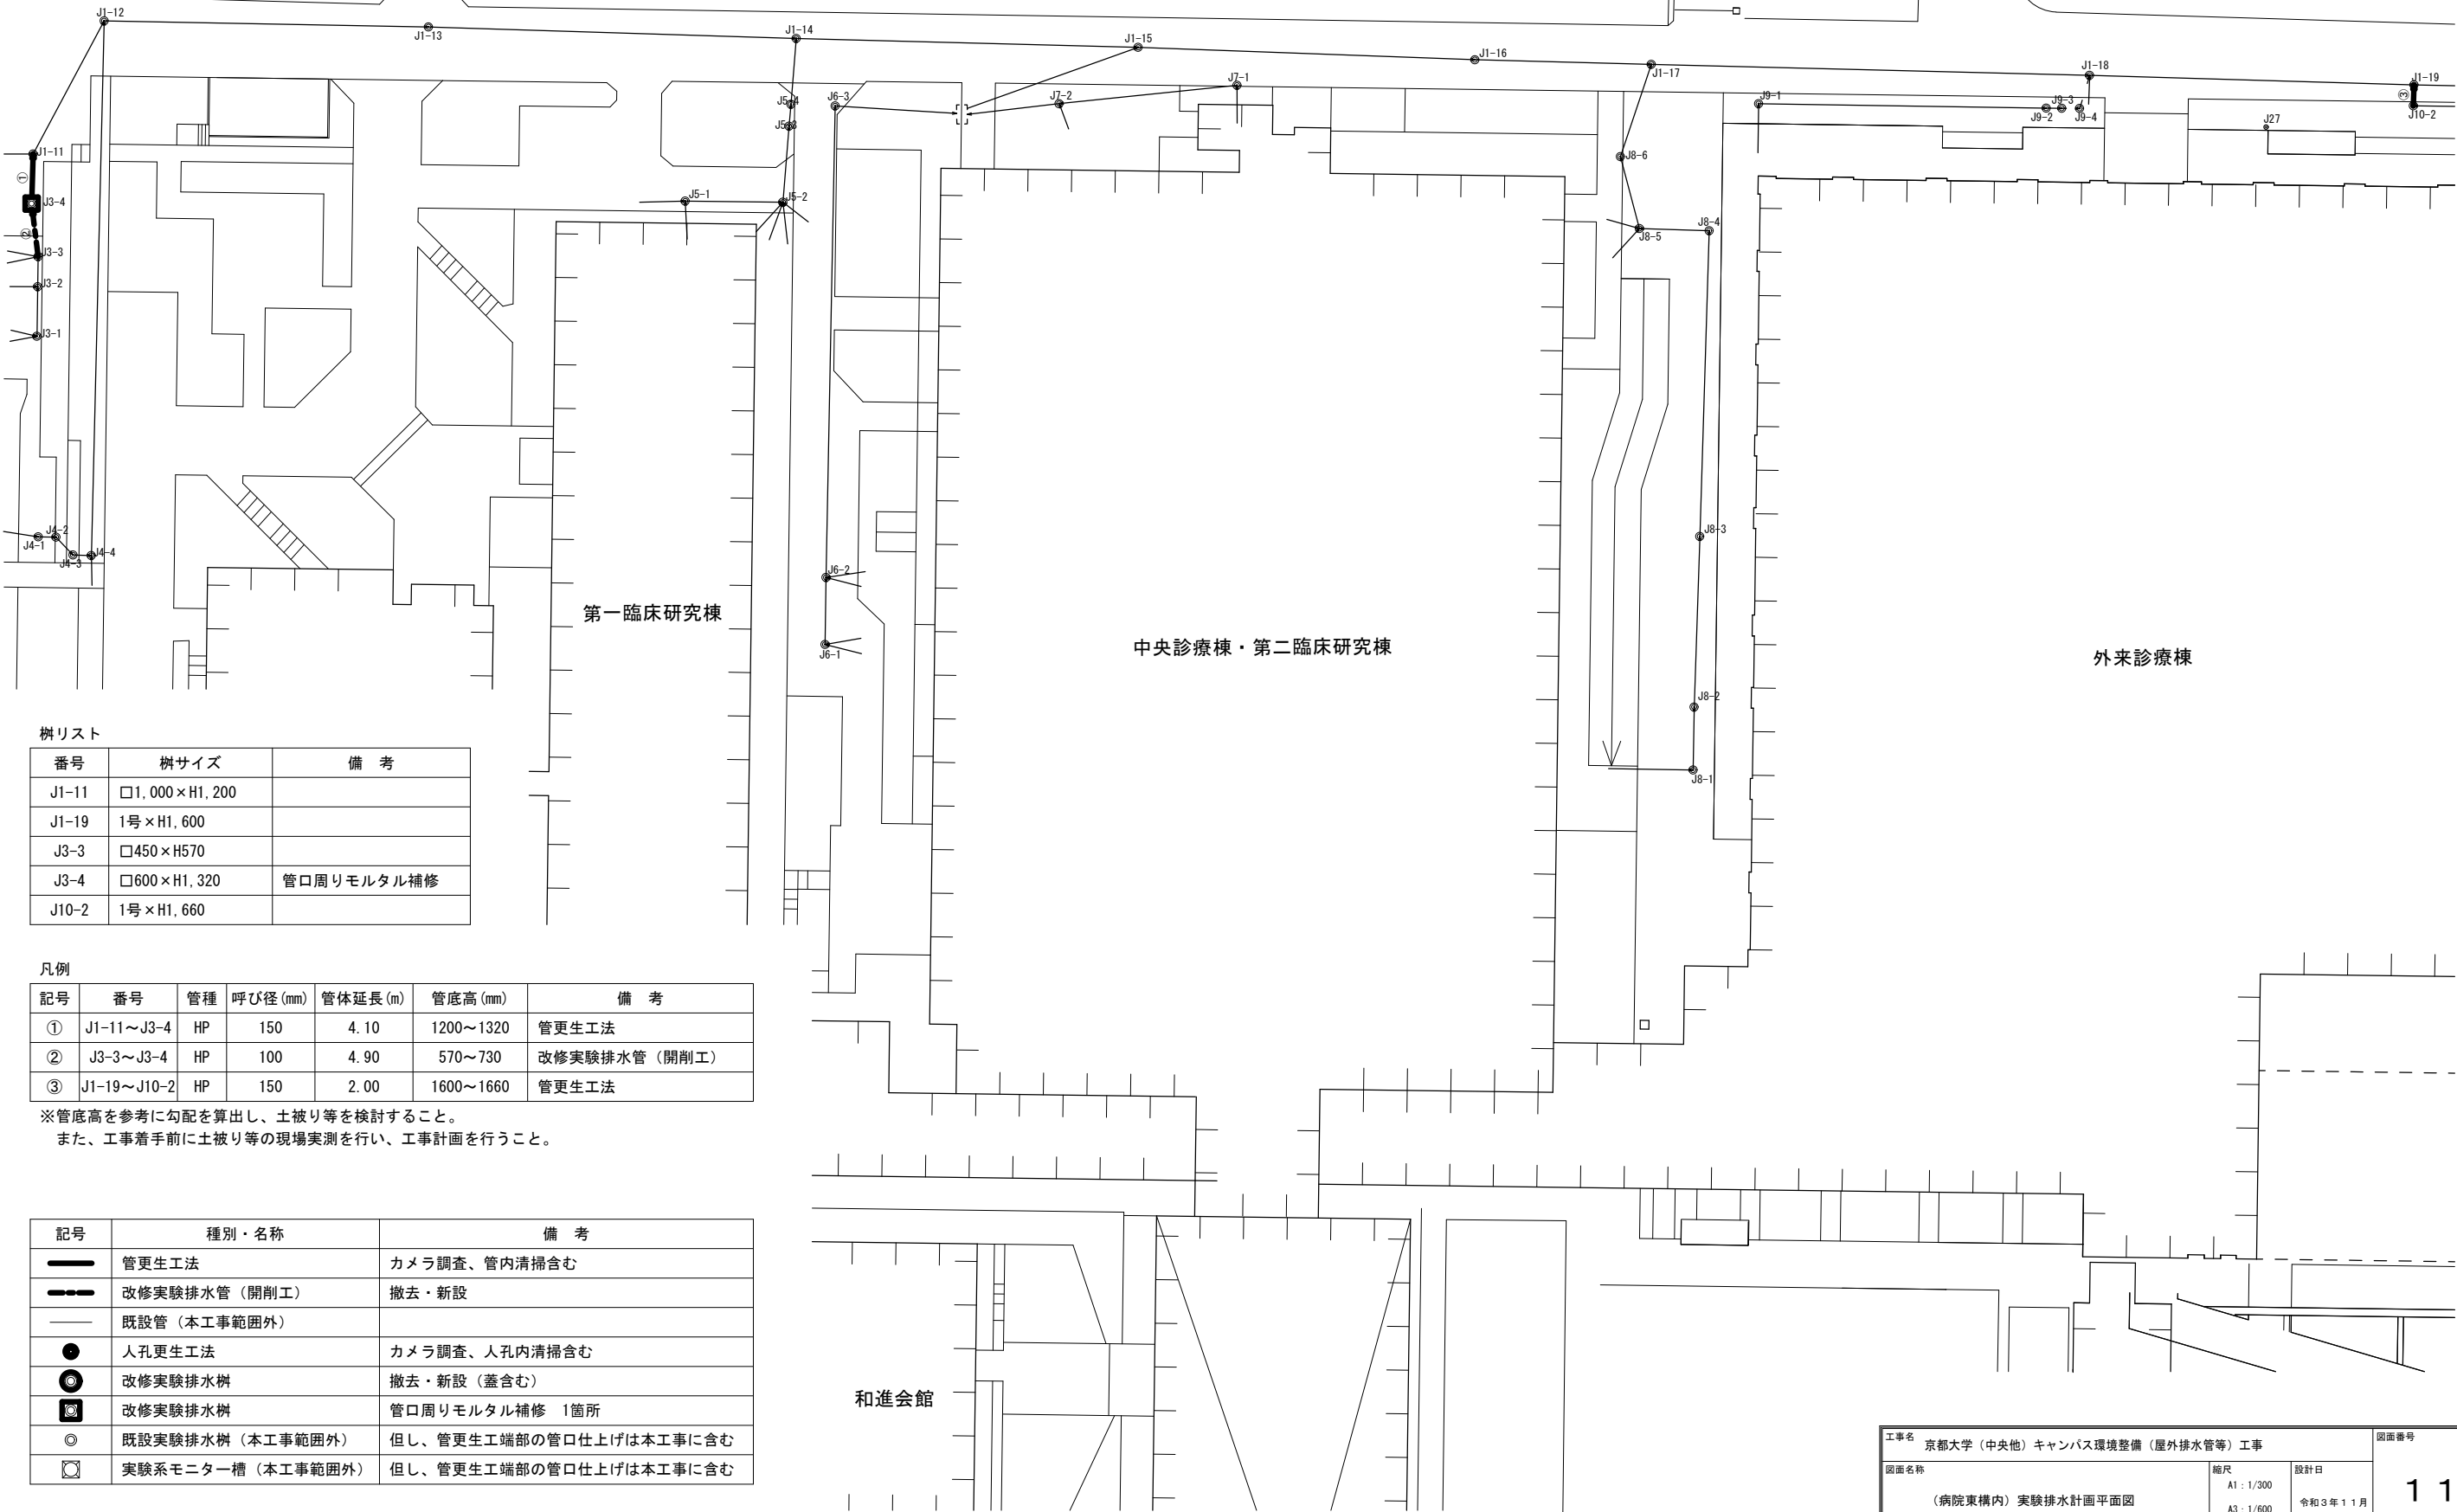 J1-12
J1-13
J1-14
J1-15
J1-16
J1-17
J1-18
J1-19
③
J10-2
J7-1
J7-2
J6-3
J5-4
J5-3
J9-1
J9-2
J9-3
J9-4
J27
J1-11
①
J3-4
②
J3-3
J3-2
J3-1
J5-1
J5-2
J8-6
J8-5
J8-4
J8-3
J8-2
J8-1
J4-1
J4-2
J4-3
J4-4
J6-2
J6-1
第一臨床研究棟
中央診療棟・第二臨床研究棟
外来診療棟
和進会館
桝リスト
番号 桝サイズ 備 考
J1-11 □1,000×H1,200
J1-19 1号×H1,600
J3-3 □450×H570
J3-4 □600×H1,320 管口周りモルタル補修
J10-2 1号×H1,660
凡例
記号 番号 管種 呼び径(mm) 管体延長(m) 管底高(mm) 備 考
① J1-11～J3-4 HP 150 4.10 1200～1320 管更生工法
② J3-3～J3-4 HP 100 4.90 570～730 改修実験排水管（開削工）
③ J1-19～J10-2 HP 150 2.00 1600～1660 管更生工法
※管底高を参考に勾配を算出し、土被り等を検討すること。
また、工事着手前に土被り等の現場実測を行い、工事計画を行うこと。
記号 種別・名称 備 考
管更生工法 カメラ調査、管内清掃含む
改修実験排水管（開削工） 撤去・新設
既設管（本工事範囲外）
人孔更生工法 カメラ調査、人孔内清掃含む
改修実験排水桝 撤去・新設（蓋含む）
改修実験排水桝 管口周りモルタル補修 1箇所
既設実験排水桝（本工事範囲外） 但し、管更生工端部の管口仕上げは本工事に含む
実験系モニター槽（本工事範囲外） 但し、管更生工端部の管口仕上げは本工事に含む
工事名 京都大学（中央他）キャンパス環境整備（屋外排水管等）工事
図面番号
11
図面名称
（病院東構内）実験排水計画平面図
縮尺
A1：1/300
A3：1/600
設計日
令和3年11月